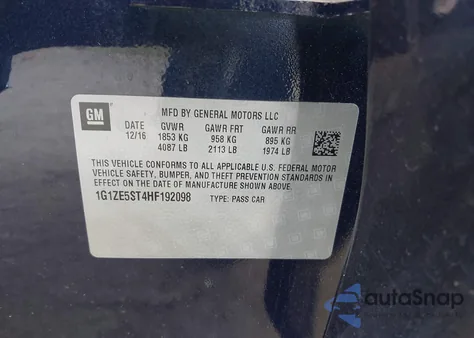 GM
MFD BY GENERAL MOTORS LLC
DATE GVWR GAWR FRT GAWR RR
12/16 1853 KG 958 KG 895 KG
4087 LB 2113 LB 1974 LB
THIS VEHICLE CONFORMS TO ALL APPLICABLE U.S. FEDERAL MOTOR
VEHICLE SAFETY, BUMPER, AND THEFT PREVENTION STANDARDS IN
EFFECT ON THE DATE OF MANUFACTURE SHOWN ABOVE.
1G1ZE5ST4HF192098 TYPE: PASS CAR
autoSnap